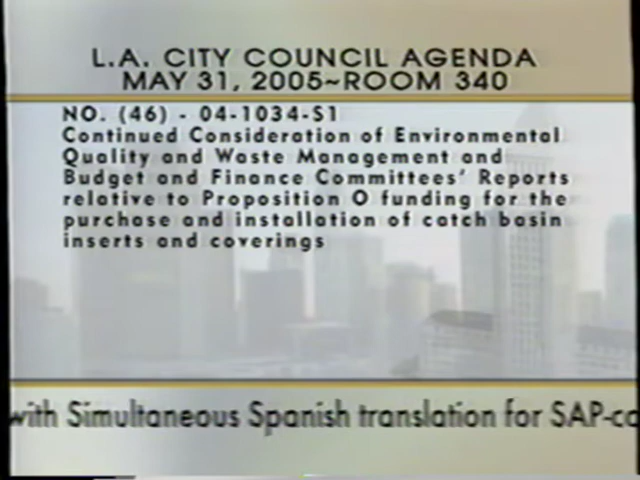 L.A. CITY COUNCIL AGENDA
MAY 31, 2005~ROOM 340
NO. (46) - 04-1034-S1
Continued Consideration of Environmental
Quality and Waste Management and
Budget and Finance Committees' Reports
relative to Proposition O funding for the
purchase and installation of catch basin
inserts and coverings
with Simultaneous Spanish translation for SAP-ca